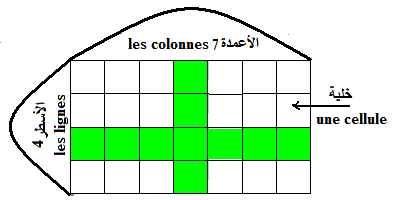 les colonnes 7 الأعمدة
الأسطر 4
les lignes
خلية
une cellule